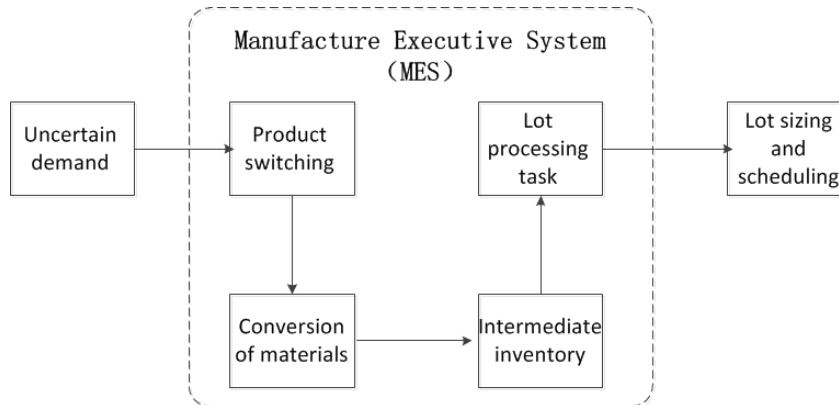 Manufacture Executive System
(MES)
Uncertain
demand
Product
switching
Lot
processing
task
Lot sizing
and
scheduling
Conversion
of materials
Intermediate
inventory